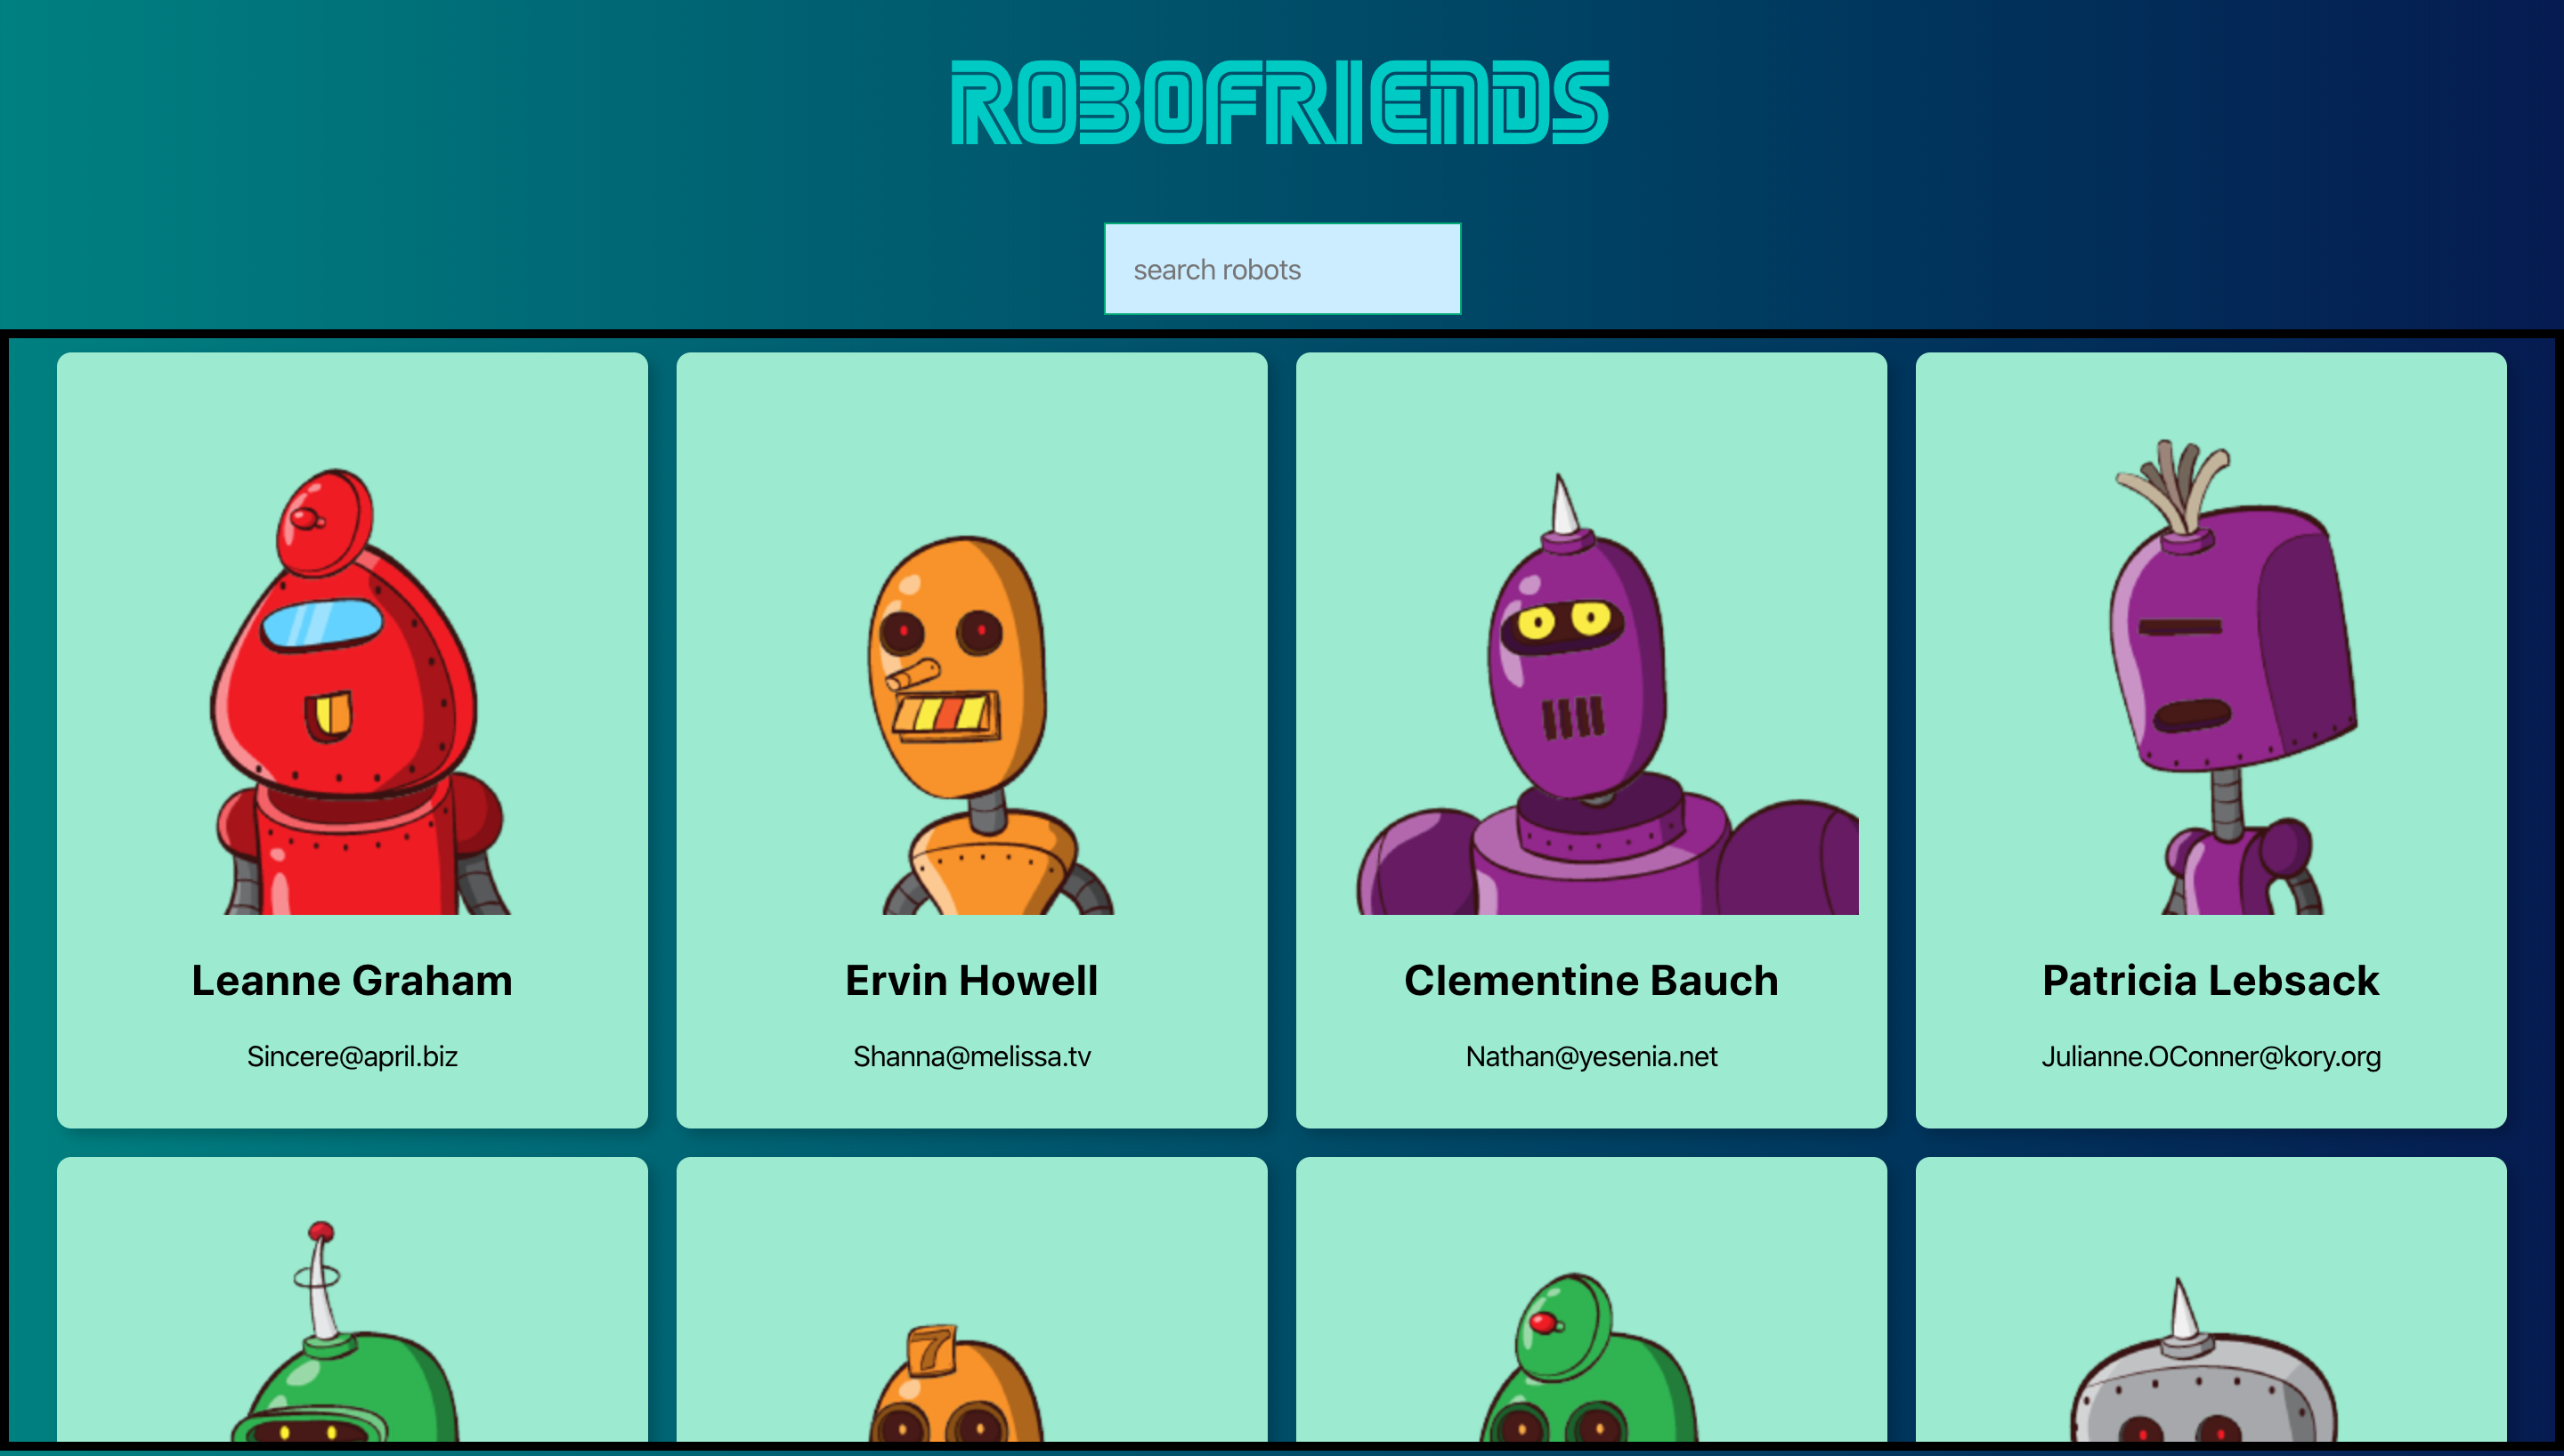 ROBOFRIENDS
search robots
Leanne Graham
Sincere@april.biz
Ervin Howell
Shanna@melissa.tv
Clementine Bauch
Nathan@yesenia.net
Patricia Lebsack
Julianne.OConner@kory.org
7